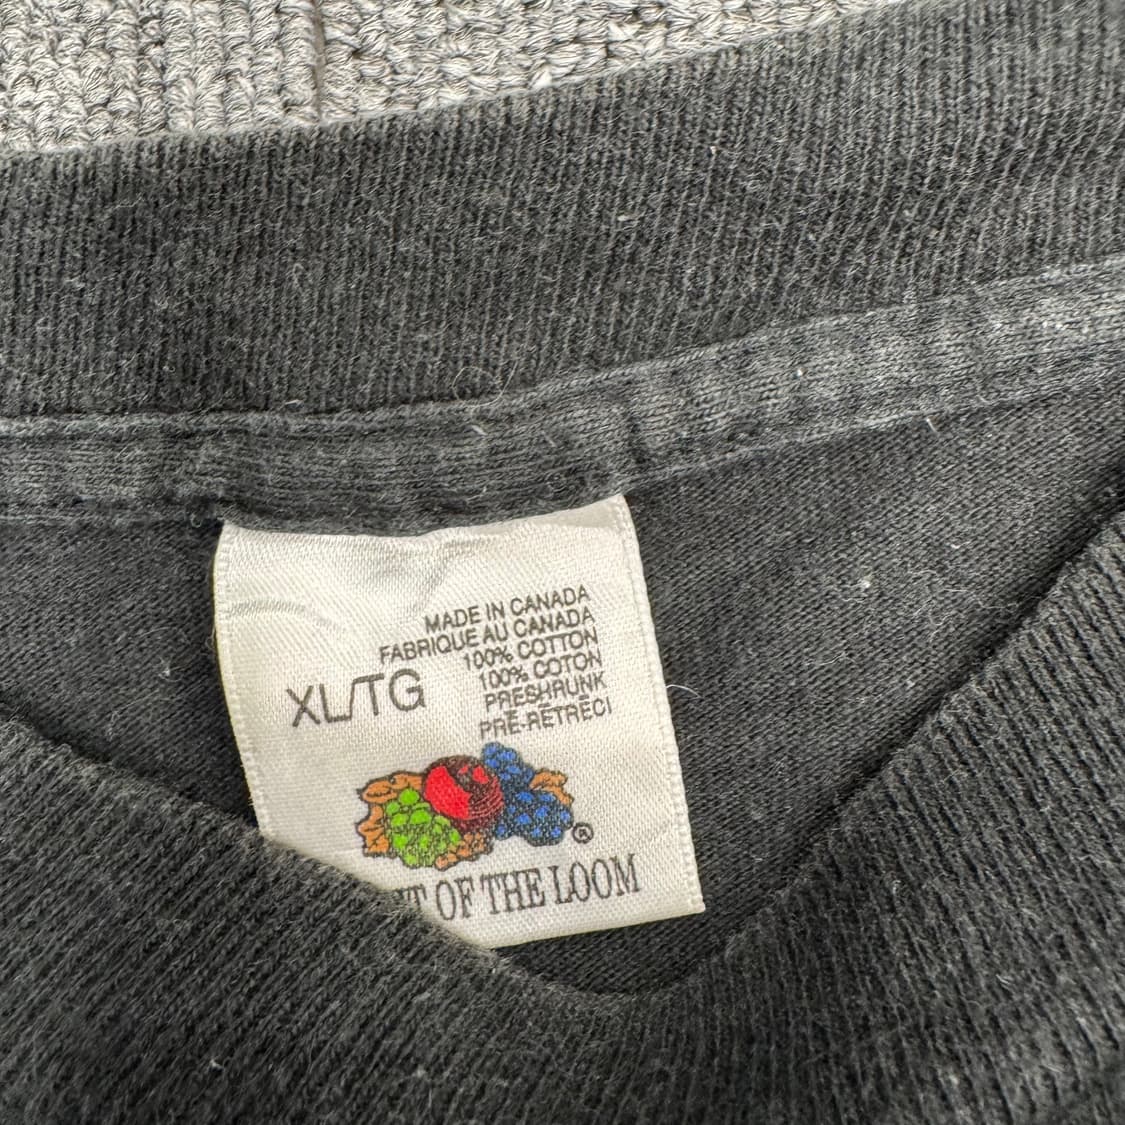 MADE IN CANADA
FABRIQUE AU CANADA
100% COTTON
100% COTON
PRESHRUNK
PRÉ-RÉTRÉCI
XL/TG
®
OF THE LOOM